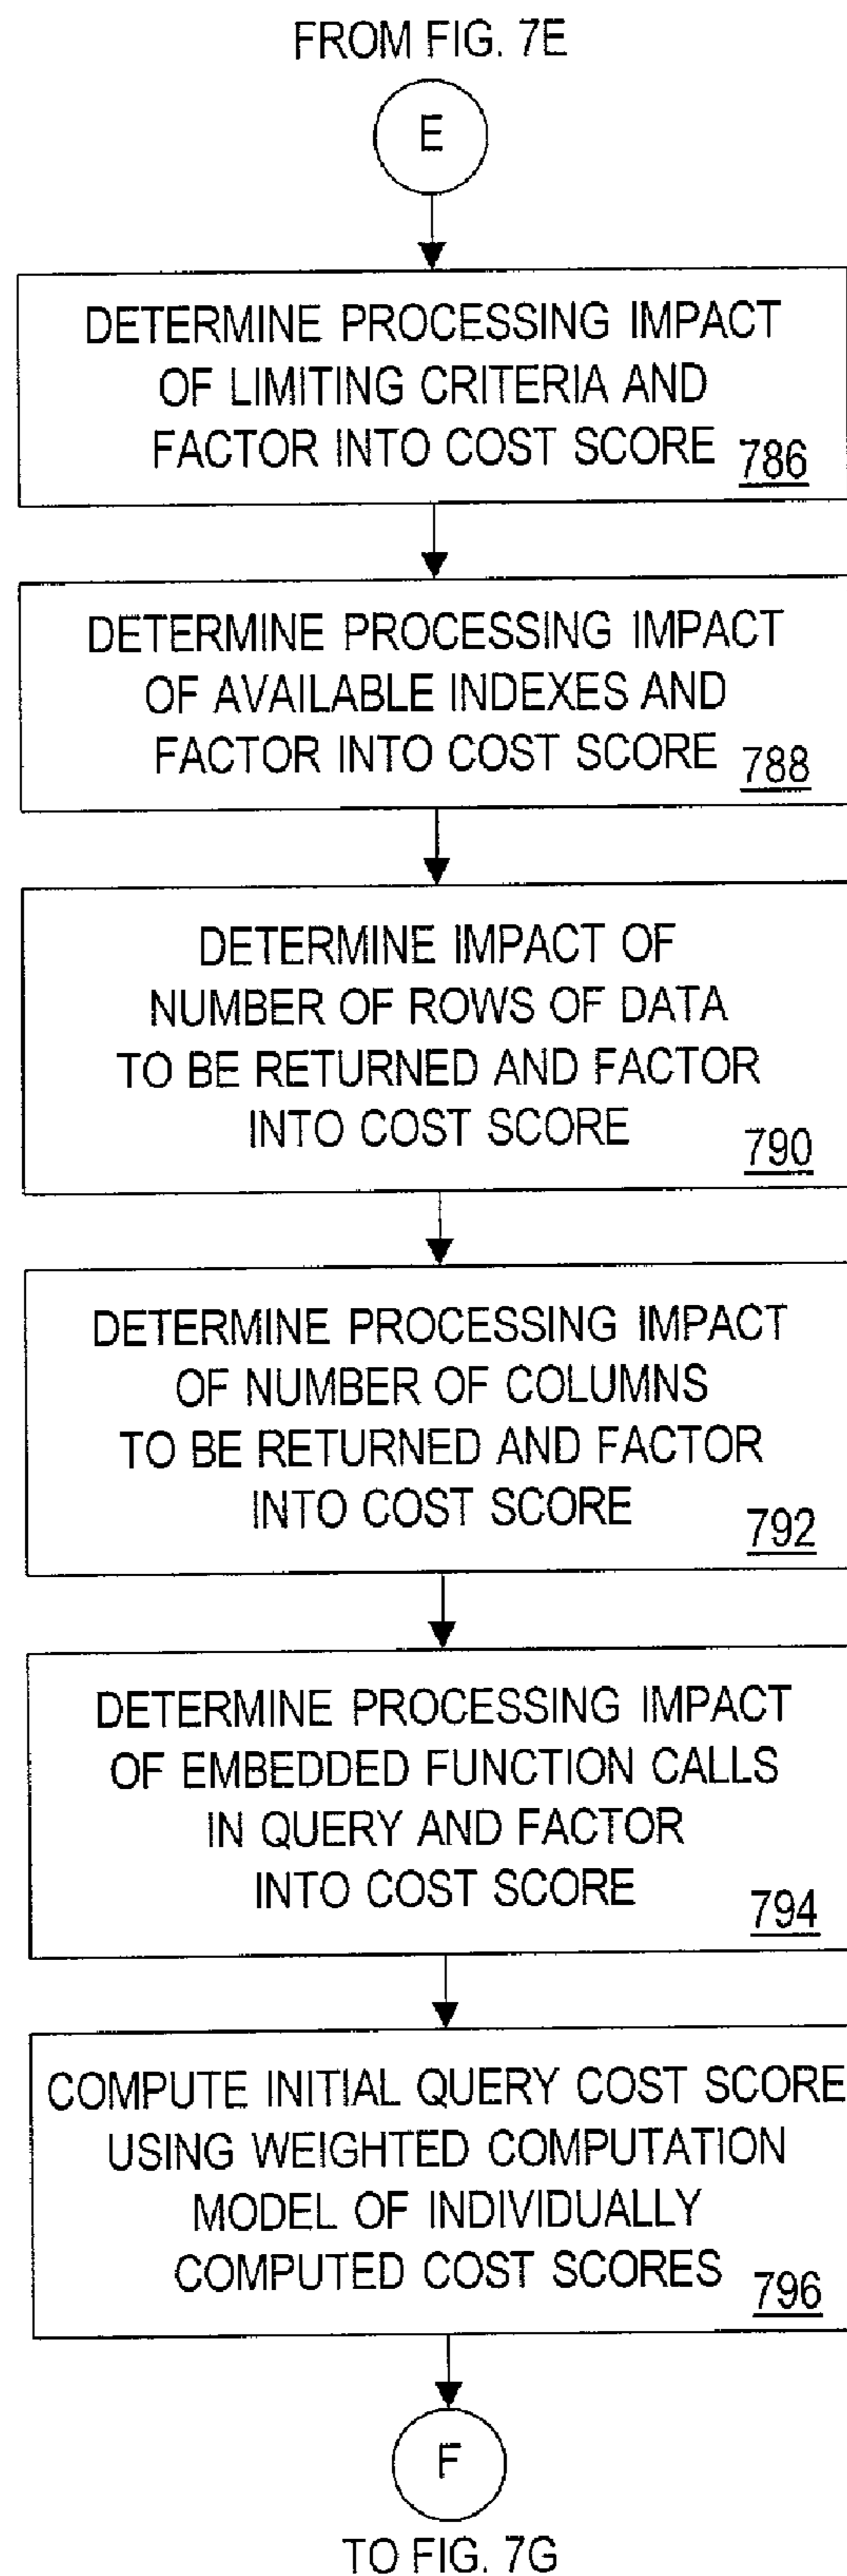 FROM FIG. 7E
E
DETERMINE PROCESSING IMPACT
OF LIMITING CRITERIA AND
FACTOR INTO COST SCORE 786
DETERMINE PROCESSING IMPACT
OF AVAILABLE INDEXES AND
FACTOR INTO COST SCORE 788
DETERMINE IMPACT OF
NUMBER OF ROWS OF DATA
TO BE RETURNED AND FACTOR
INTO COST SCORE 790
DETERMINE PROCESSING IMPACT
OF NUMBER OF COLUMNS
TO BE RETURNED AND FACTOR
INTO COST SCORE 792
DETERMINE PROCESSING IMPACT
OF EMBEDDED FUNCTION CALLS
IN QUERY AND FACTOR
INTO COST SCORE 794
COMPUTE INITIAL QUERY COST SCORE
USING WEIGHTED COMPUTATION
MODEL OF INDIVIDUALLY
COMPUTED COST SCORES 796
F
TO FIG. 7G